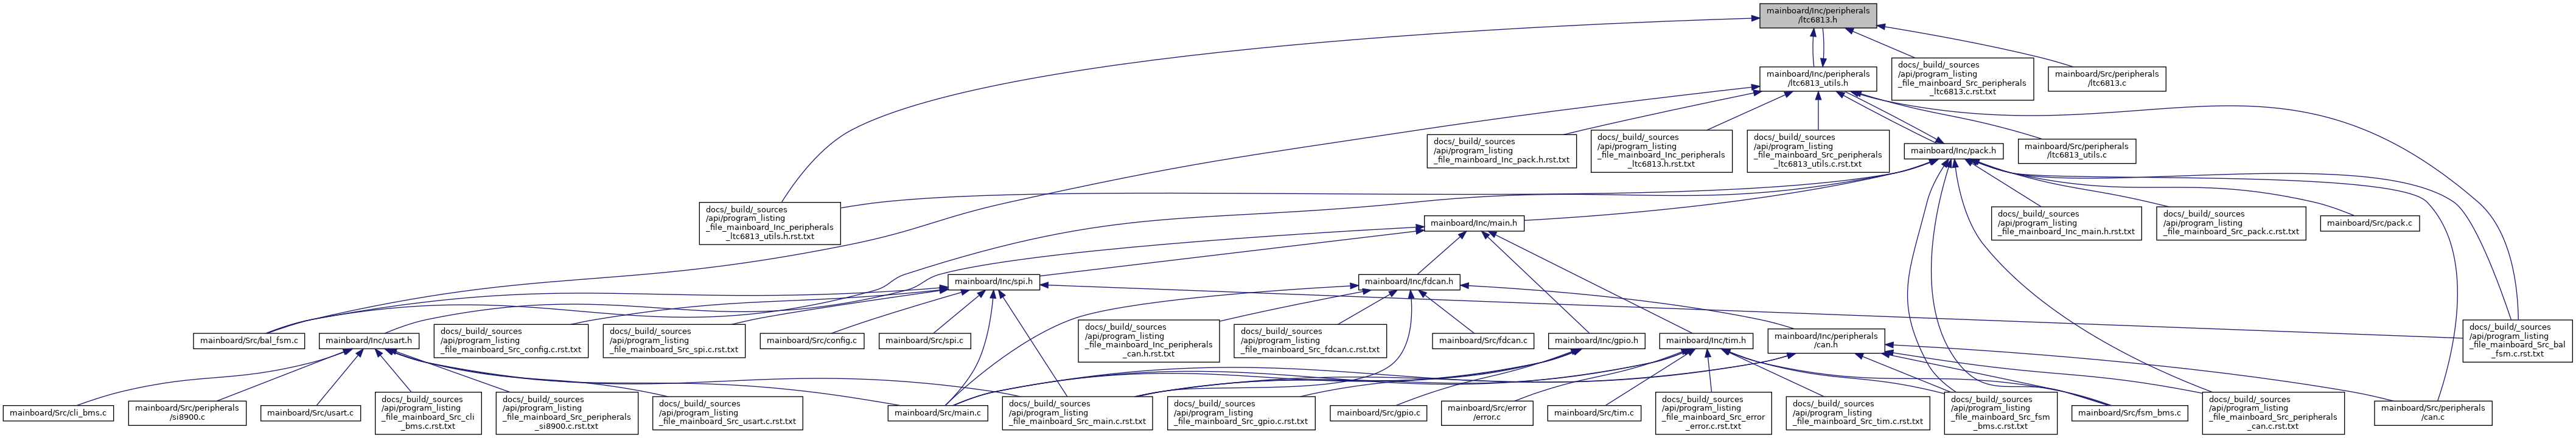 mainboard/Inc/peripherals
/ltc6813.h
mainboard/Inc/peripherals
/ltc6813_utils.h
docs/_build/_sources
/api/program_listing
_file_mainboard_Src_peripherals
_ltc6813.c.rst.txt
mainboard/Src/peripherals
/ltc6813.c
docs/_build/_sources
/api/program_listing
_file_mainboard_Inc_pack.h.rst.txt
docs/_build/_sources
/api/program_listing
_file_mainboard_Inc_peripherals
_ltc6813.h.rst.txt
docs/_build/_sources
/api/program_listing
_file_mainboard_Src_peripherals
_ltc6813_utils.c.rst.txt
mainboard/Inc/pack.h
mainboard/Src/peripherals
/ltc6813_utils.c
docs/_build/_sources
/api/program_listing
_file_mainboard_Inc_peripherals
_ltc6813_utils.h.rst.txt
mainboard/Inc/main.h
docs/_build/_sources
/api/program_listing
_file_mainboard_Inc_main.h.rst.txt
docs/_build/_sources
/api/program_listing
_file_mainboard_Src_pack.c.rst.txt
mainboard/Src/pack.c
mainboard/Inc/spi.h
mainboard/Inc/fdcan.h
mainboard/Src/bal_fsm.c
mainboard/Inc/usart.h
docs/_build/_sources
/api/program_listing
_file_mainboard_Src_config.c.rst.txt
docs/_build/_sources
/api/program_listing
_file_mainboard_Src_spi.c.rst.txt
mainboard/Src/config.c
mainboard/Src/spi.c
docs/_build/_sources
/api/program_listing
_file_mainboard_Inc_peripherals
_can.h.rst.txt
docs/_build/_sources
/api/program_listing
_file_mainboard_Src_fdcan.c.rst.txt
mainboard/Src/fdcan.c
mainboard/Inc/gpio.h
mainboard/Inc/tim.h
mainboard/Inc/peripherals
/can.h
docs/_build/_sources
/api/program_listing
_file_mainboard_Src_bal
_fsm.c.rst.txt
mainboard/Src/cli_bms.c
mainboard/Src/peripherals
/si8900.c
mainboard/Src/usart.c
docs/_build/_sources
/api/program_listing
_file_mainboard_Src_cli
_bms.c.rst.txt
docs/_build/_sources
/api/program_listing
_file_mainboard_Src_peripherals
_si8900.c.rst.txt
docs/_build/_sources
/api/program_listing
_file_mainboard_Src_usart.c.rst.txt
mainboard/Src/main.c
docs/_build/_sources
/api/program_listing
_file_mainboard_Src_main.c.rst.txt
docs/_build/_sources
/api/program_listing
_file_mainboard_Src_gpio.c.rst.txt
mainboard/Src/gpio.c
mainboard/Src/error
/error.c
mainboard/Src/tim.c
docs/_build/_sources
/api/program_listing
_file_mainboard_Src_error
_error.c.rst.txt
docs/_build/_sources
/api/program_listing
_file_mainboard_Src_tim.c.rst.txt
docs/_build/_sources
/api/program_listing
_file_mainboard_Src_fsm
_bms.c.rst.txt
mainboard/Src/fsm_bms.c
docs/_build/_sources
/api/program_listing
_file_mainboard_Src_peripherals
_can.c.rst.txt
mainboard/Src/peripherals
/can.c